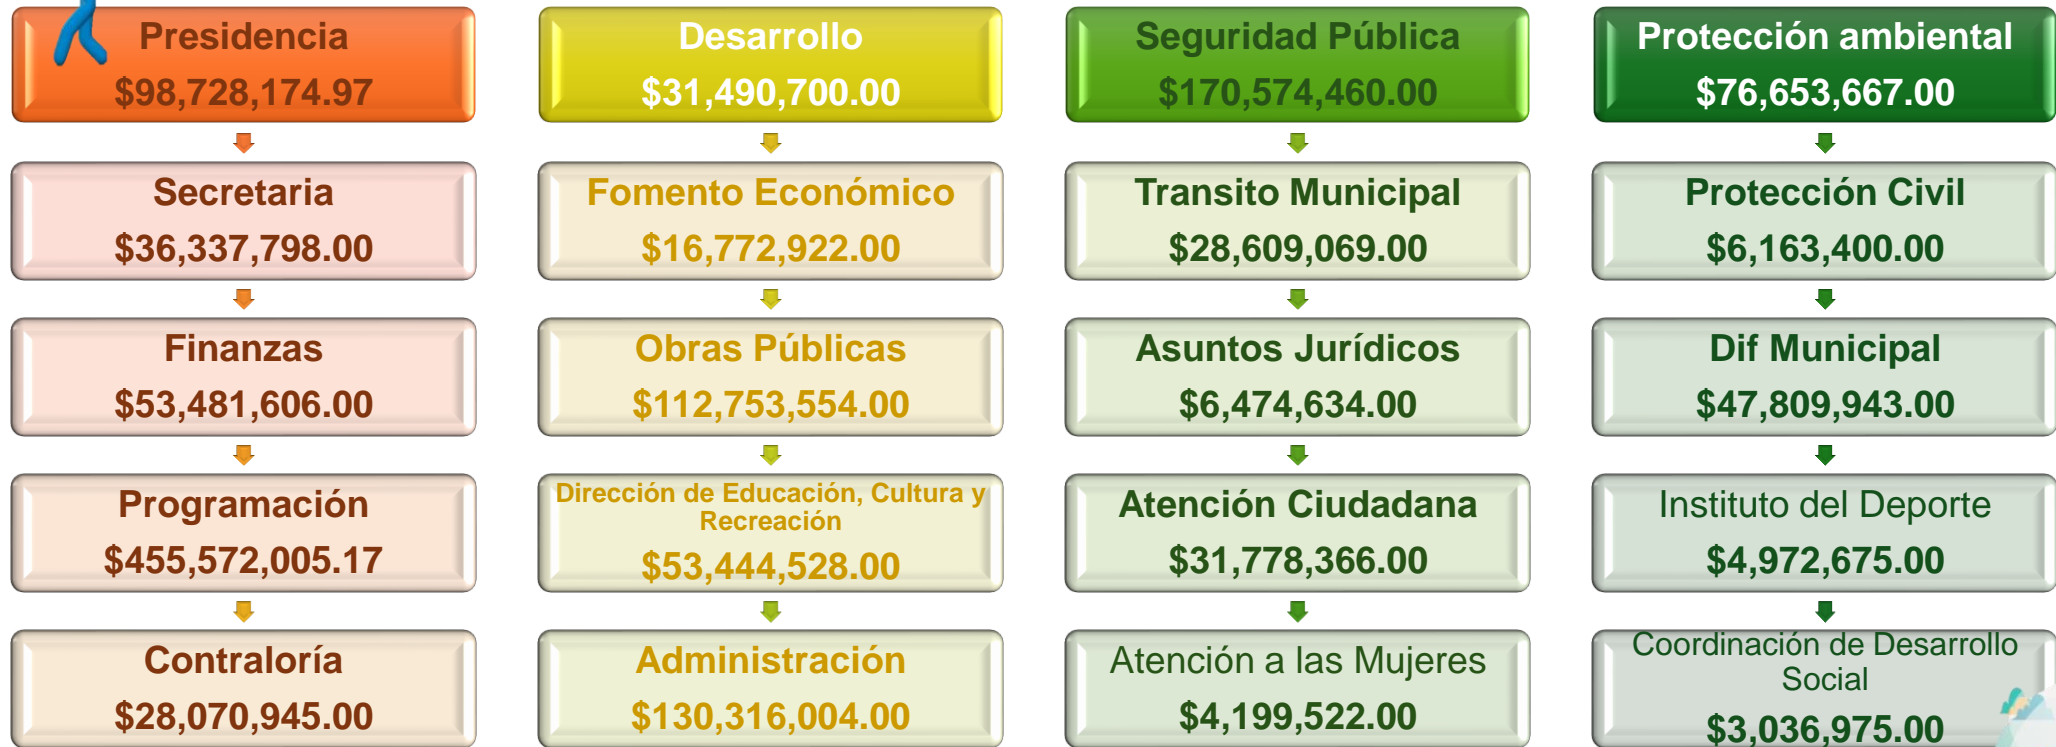 Presidencia
$98,728,174.97
Secretaria
$36,337,798.00
Finanzas
$53,481,606.00
Programación
$455,572,005.17
Contraloría
$28,070,945.00
Desarrollo
$31,490,700.00
Fomento Económico
$16,772,922.00
Obras Públicas
$112,753,554.00
Dirección de Educación, Cultura y
Recreación
$53,444,528.00
Administración
$130,316,004.00
Seguridad Pública
$170,574,460.00
Transito Municipal
$28,609,069.00
Asuntos Jurídicos
$6,474,634.00
Atención Ciudadana
$31,778,366.00
Atención a las Mujeres
$4,199,522.00
Protección ambiental
$76,653,667.00
Protección Civil
$6,163,400.00
Dif Municipal
$47,809,943.00
Instituto del Deporte
$4,972,675.00
Coordinación de Desarrollo
Social
$3,036,975.00